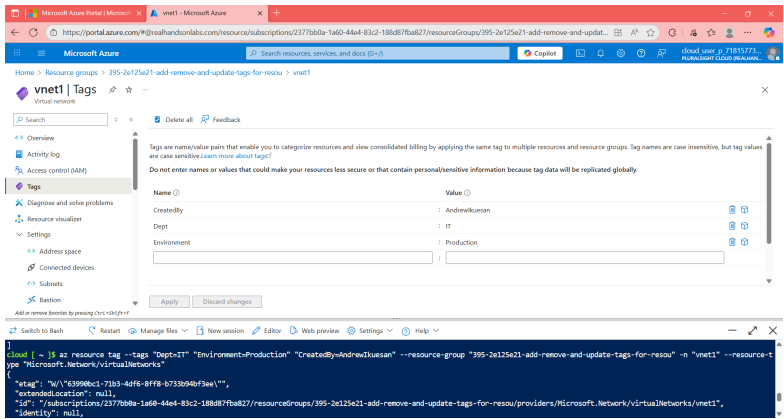 Microsoft Azure Portal | Microsoft
vnet1 - Microsoft Azure
https://portal.azure.com/#@realhandsonlabs.com/resource/subscriptions/2377bb0a-1a60-44e4-83c2-188d87fba827/resourceGroups/395-2e125e21-add-remove-and-updat...
Microsoft Azure
Search resources, services, and docs (G+/)
Copilot
cloud_user_p_71815773...
PLURALSIGHT CLOUD (REALHAN...
Home > Resource groups > 395-2e125e21-add-remove-and-update-tags-for-resou > vnet1
vnet1 | Tags
Virtual network
Search
Delete all
Feedback
Overview
Activity log
Access control (IAM)
Tags
Diagnose and solve problems
Resource visualizer
Settings
Address space
Connected devices
Subnets
Bastion
Add or remove favorites by pressing Ctrl+Shift+F
Tags are name/value pairs that enable you to categorize resources and view consolidated billing by applying the same tag to multiple resources and resource groups. Tag names are case insensitive, but tag values
are case sensitive.Learn more about tags
Do not enter names or values that could make your resources less secure or that contain personal/sensitive information because tag data will be replicated globally.
Name
Value
CreatedBy : AndrewIkuesan
Dept : IT
Environment : Production
:
Apply
Discard changes
Switch to Bash
Restart
Manage files
New session
Editor
Web preview
Settings
Help
]
cloud [ ~ ]$ az resource tag --tags "Dept=IT" "Environment=Production" "CreatedBy=AndrewIkuesan" --resource-group "395-2e125e21-add-remove-and-update-tags-for-resou" -n "vnet1" --resource-t
ype "Microsoft.Network/virtualNetworks"
{
"etag": "W/\"63990bc1-71b3-4df6-8ff8-b733b94bf3ee\"",
"extendedLocation": null,
"id": "/subscriptions/2377bb0a-1a60-44e4-83c2-188d87fba827/resourceGroups/395-2e125e21-add-remove-and-update-tags-for-resou/providers/Microsoft.Network/virtualNetworks/vnet1",
"identity": null,